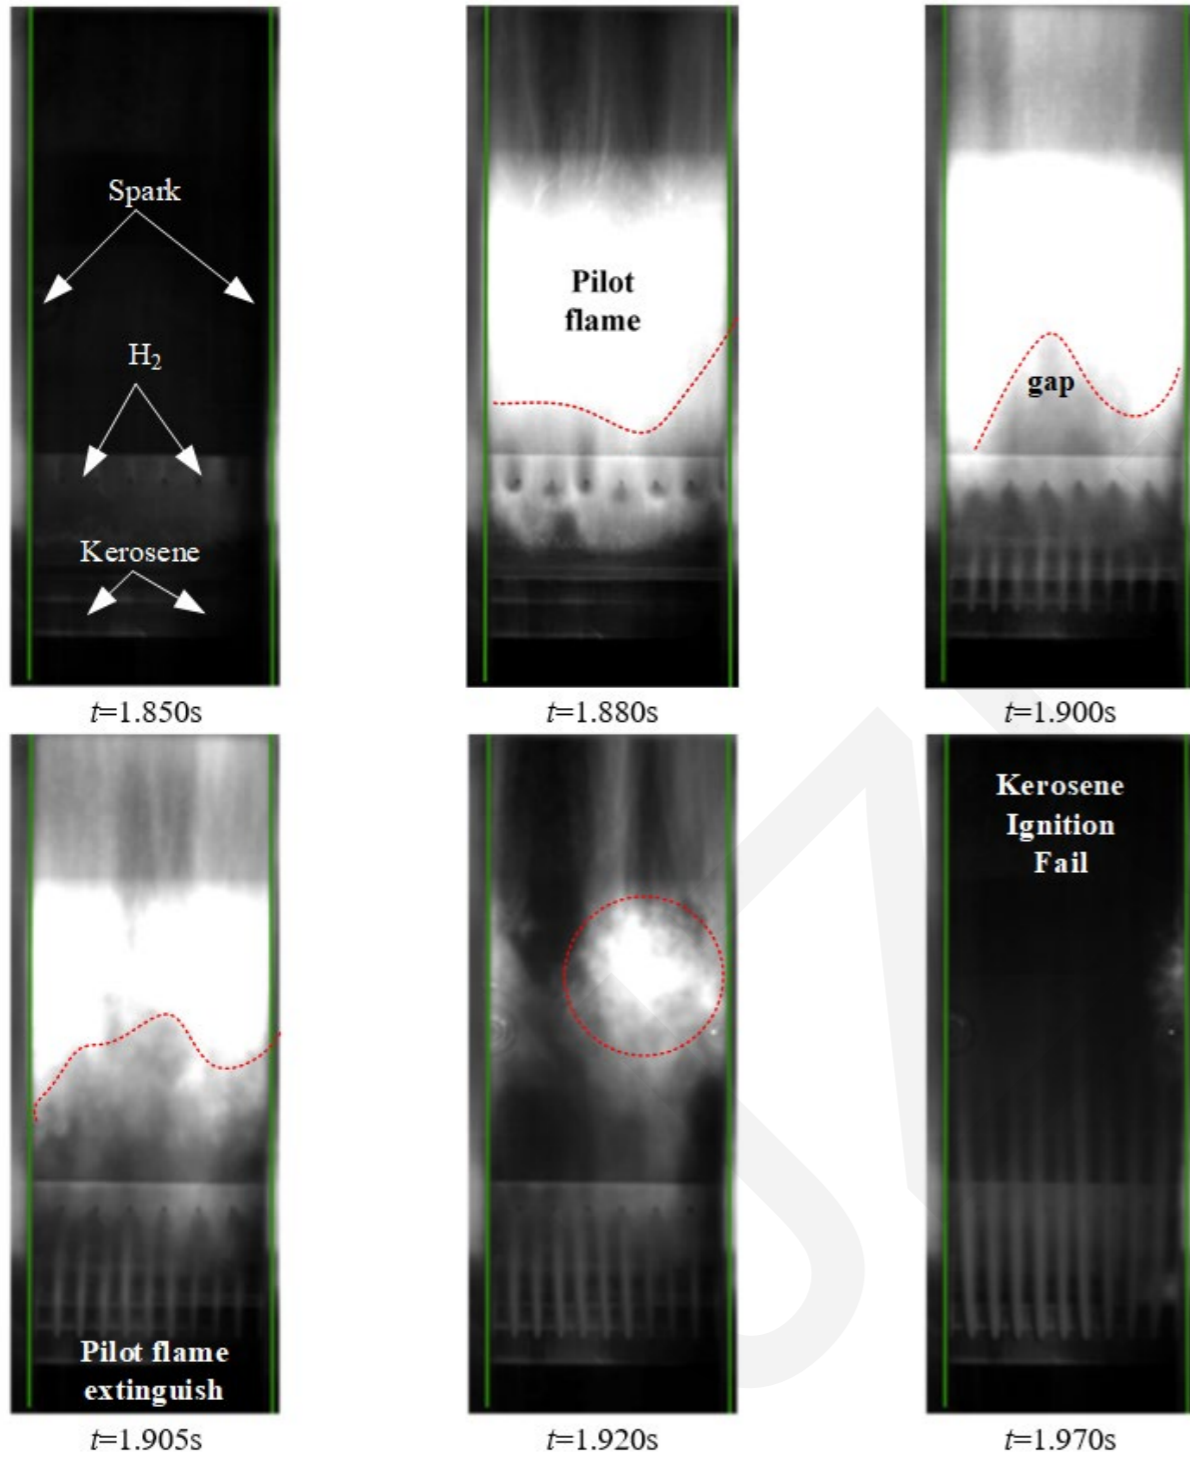 Spark
H₂
Kerosene
t=1.850s
Pilot
flame
t=1.880s
gap
t=1.900s
Pilot flame
extinguish
t=1.905s
t=1.920s
Kerosene
Ignition
Fail
t=1.970s